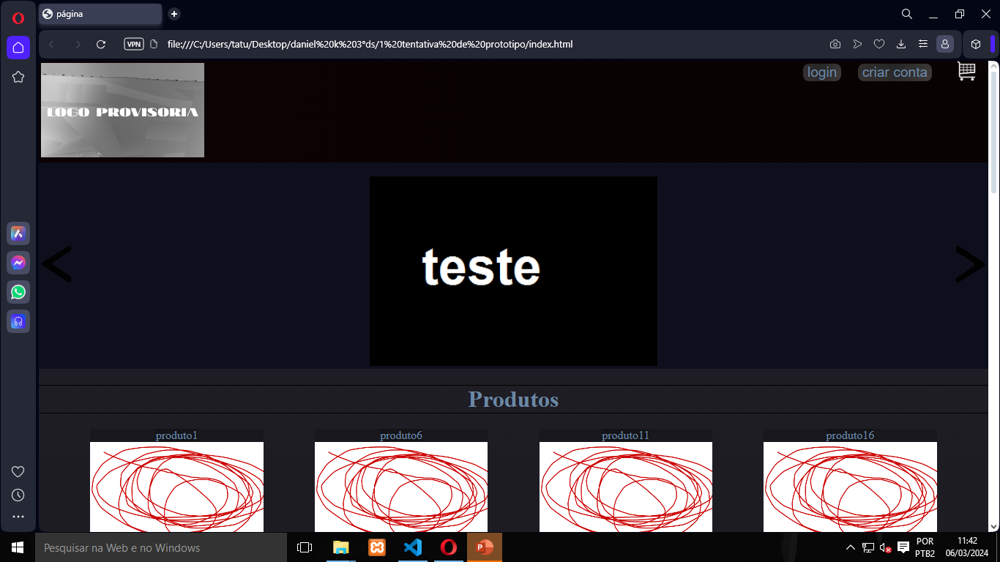 página
VPN
file:///C:/Users/tatu/Desktop/daniel%20k%203°ds/1%20tentativa%20de%20prototipo/index.html
LOGO PROVISORIA
login
criar conta
teste
Produtos
produto1
produto6
produto11
produto16
Pesquisar na Web e no Windows
POR
PTB2
11:42
06/03/2024